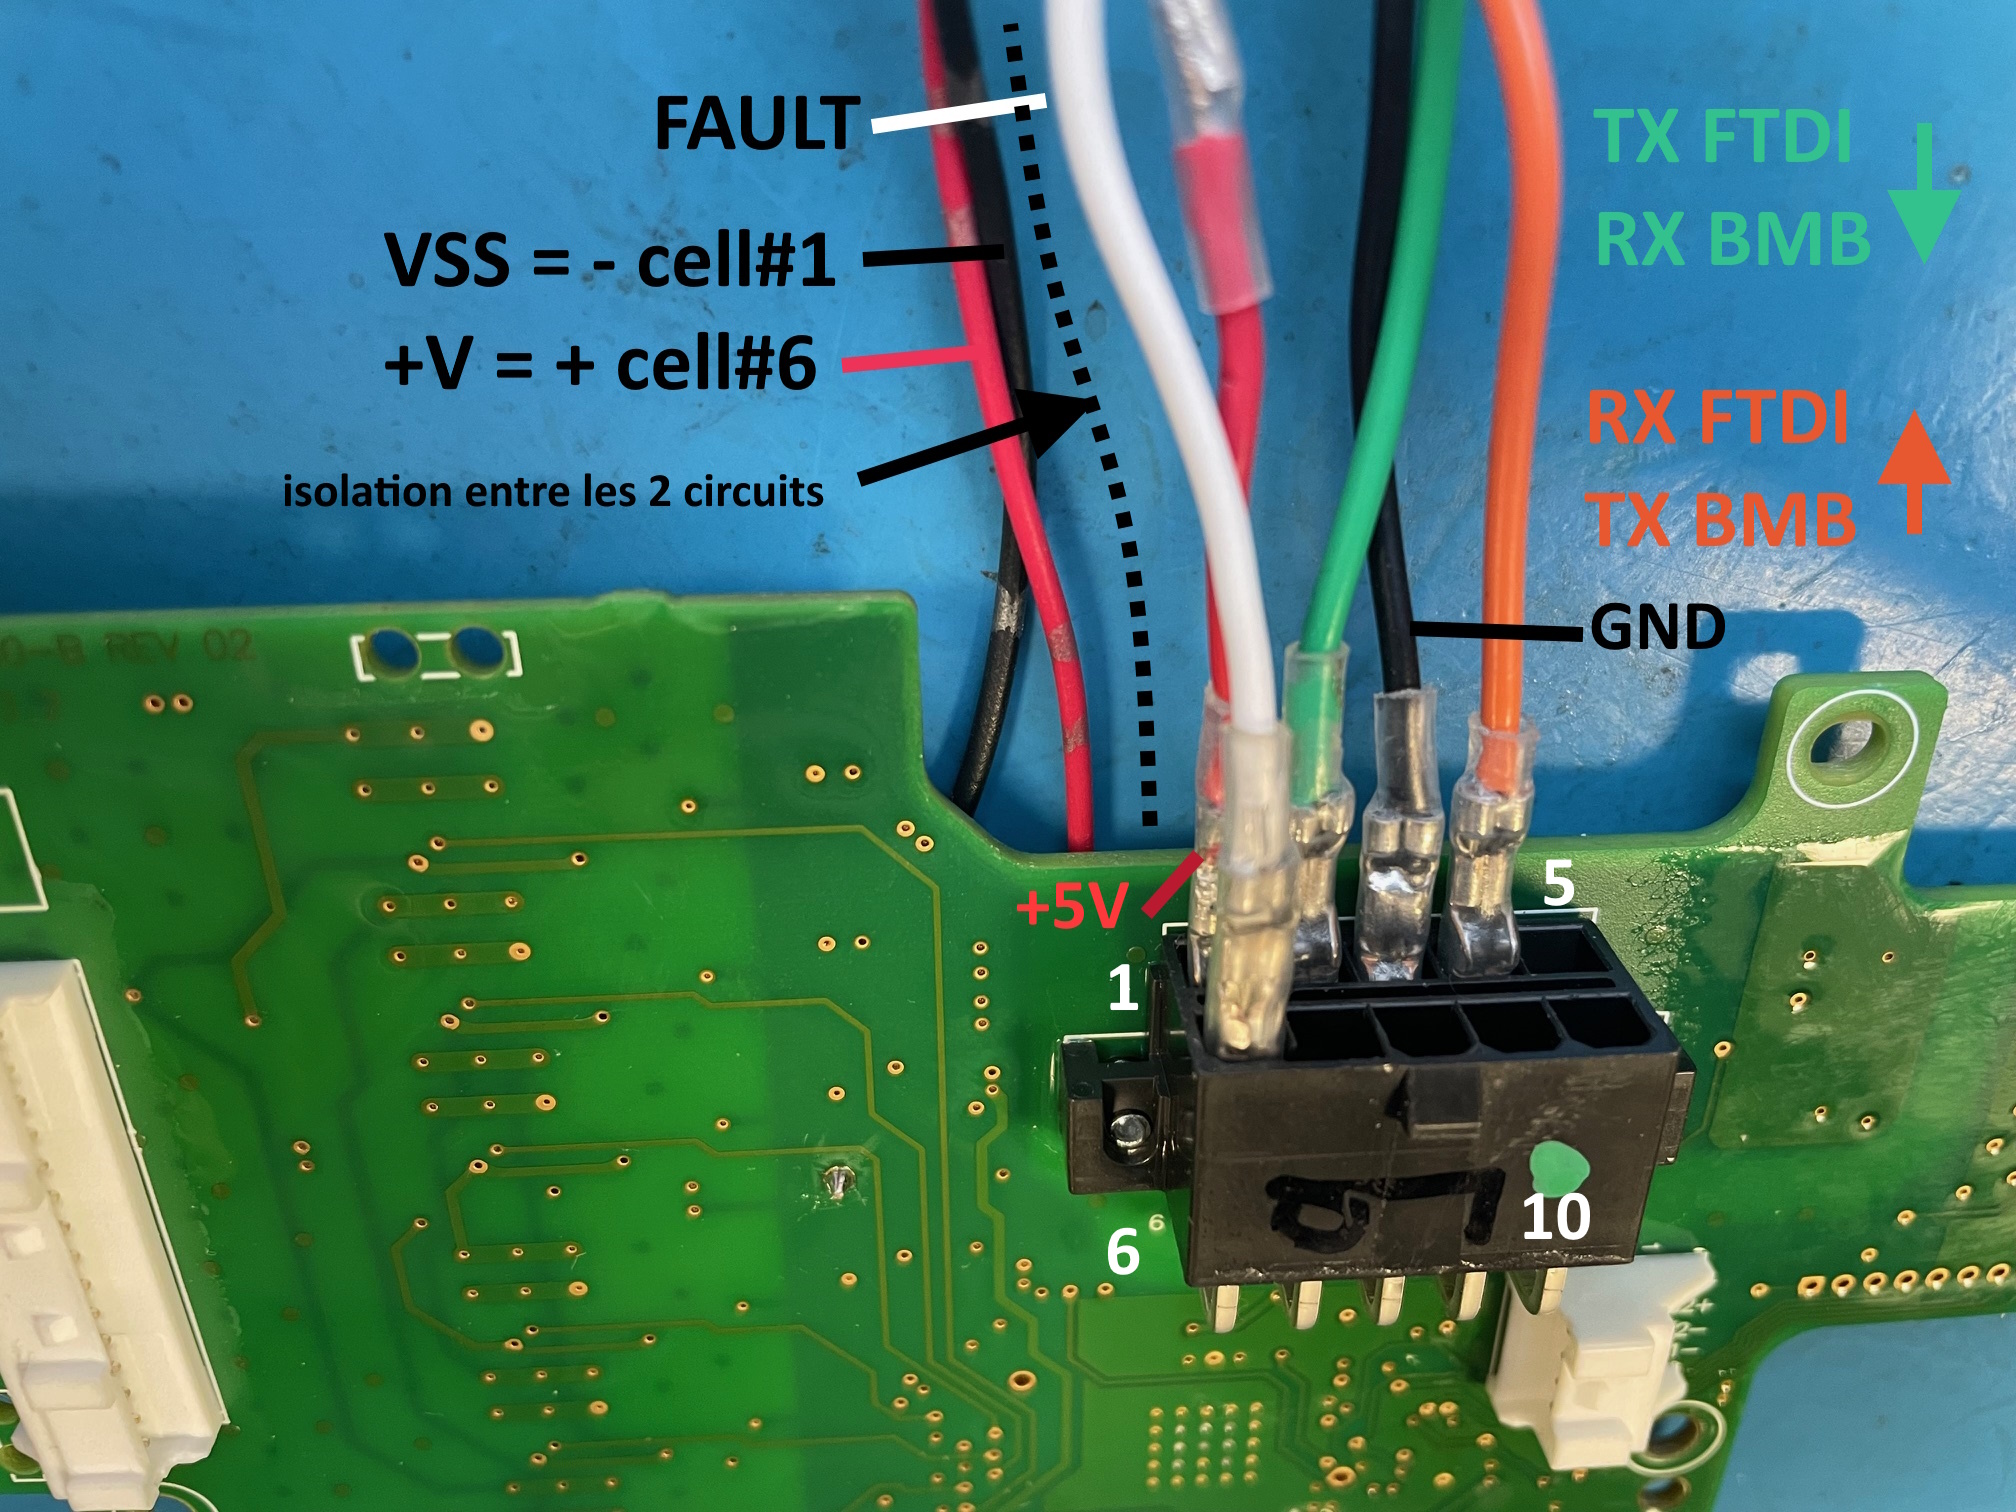 FAULT
VSS = - cell#1
+V = + cell#6
isolation entre les 2 circuits
TX FTDI
RX BMB
RX FTDI
TX BMB
GND
0-B REV 02
+5V
5
1
6
6
10